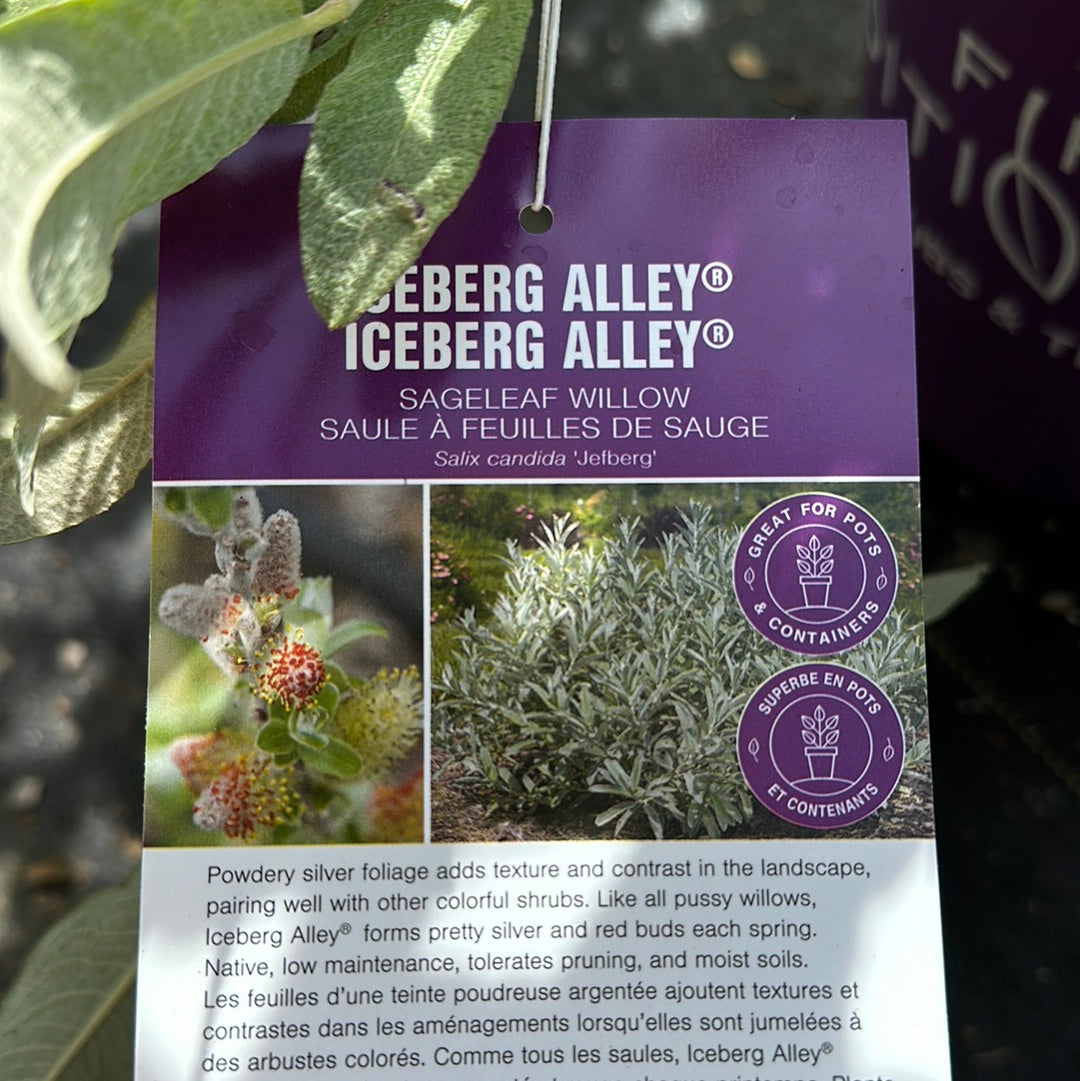 ICEBERG ALLEY®
ICEBERG ALLEY®
SAGELEAF WILLOW
SAULE À FEUILLES DE SAUGE
Salix candida 'Jefberg'
GREAT FOR POTS
& CONTAINERS
SUPERBE EN POTS
ET CONTENANTS
Powdery silver foliage adds texture and contrast in the landscape,
pairing well with other colorful shrubs. Like all pussy willows,
Iceberg Alley® forms pretty silver and red buds each spring.
Native, low maintenance, tolerates pruning, and moist soils.
Les feuilles d'une teinte poudreuse argentée ajoutent textures et
contrastes dans les aménagements lorsqu'elles sont jumelées à
des arbustes colorés. Comme tous les saules, Iceberg Alley®
chaque printemps. Plante